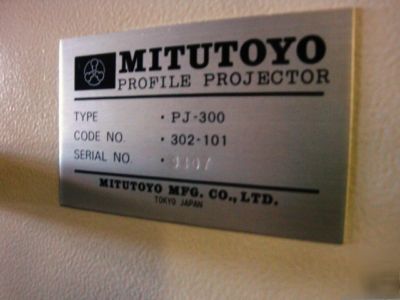 MITUTOYO
PROFILE PROJECTOR
TYPE · PJ-300
CODE NO. · 302-101
SERIAL NO. ·
MITUTOYO MFG. CO., LTD.
TOKYO JAPAN